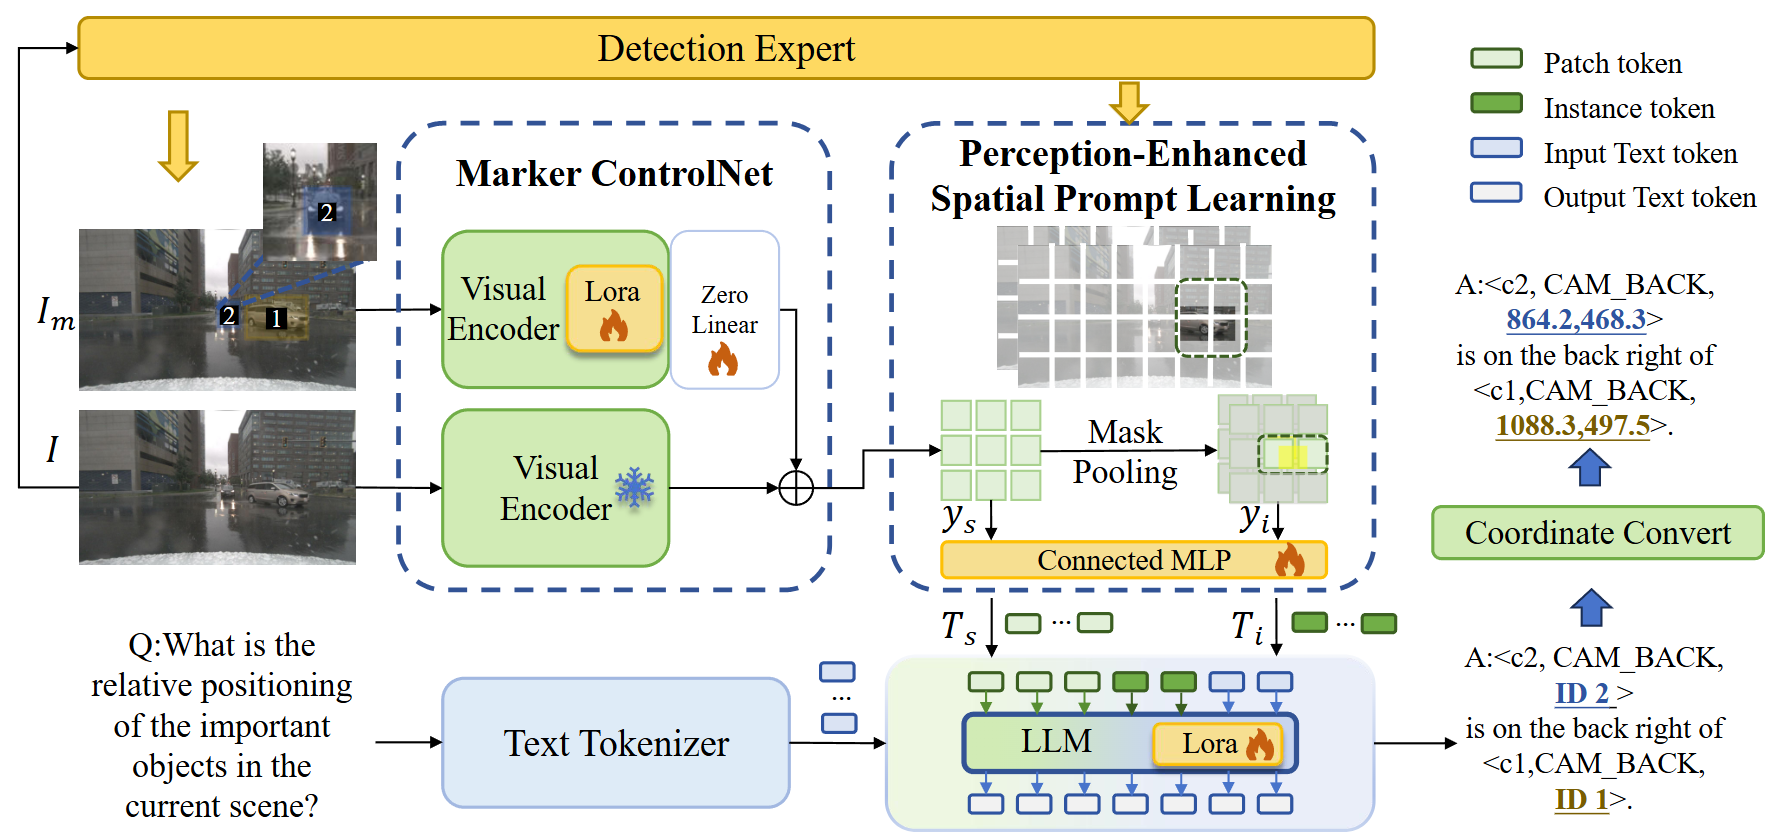 Detection Expert
Marker ControlNet
Perception-Enhanced
Spatial Prompt Learning
Patch token
Instance token
Input Text token
Output Text token
2
2
1
I_m
I
Visual
Encoder
Lora
Zero
Linear
Visual
Encoder
Mask
Pooling
y_s
y_i
Connected MLP
T_s
...
T_i
...
Q:What is the
relative positioning
of the important
objects in the
current scene?
Text Tokenizer
...
LLM
Lora
A:<c2, CAM_BACK,
864.2,468.3>
is on the back right of
<c1,CAM_BACK,
1088.3,497.5>.
Coordinate Convert
A:<c2, CAM_BACK,
ID 2 >
is on the back right of
<c1,CAM_BACK,
ID 1>.